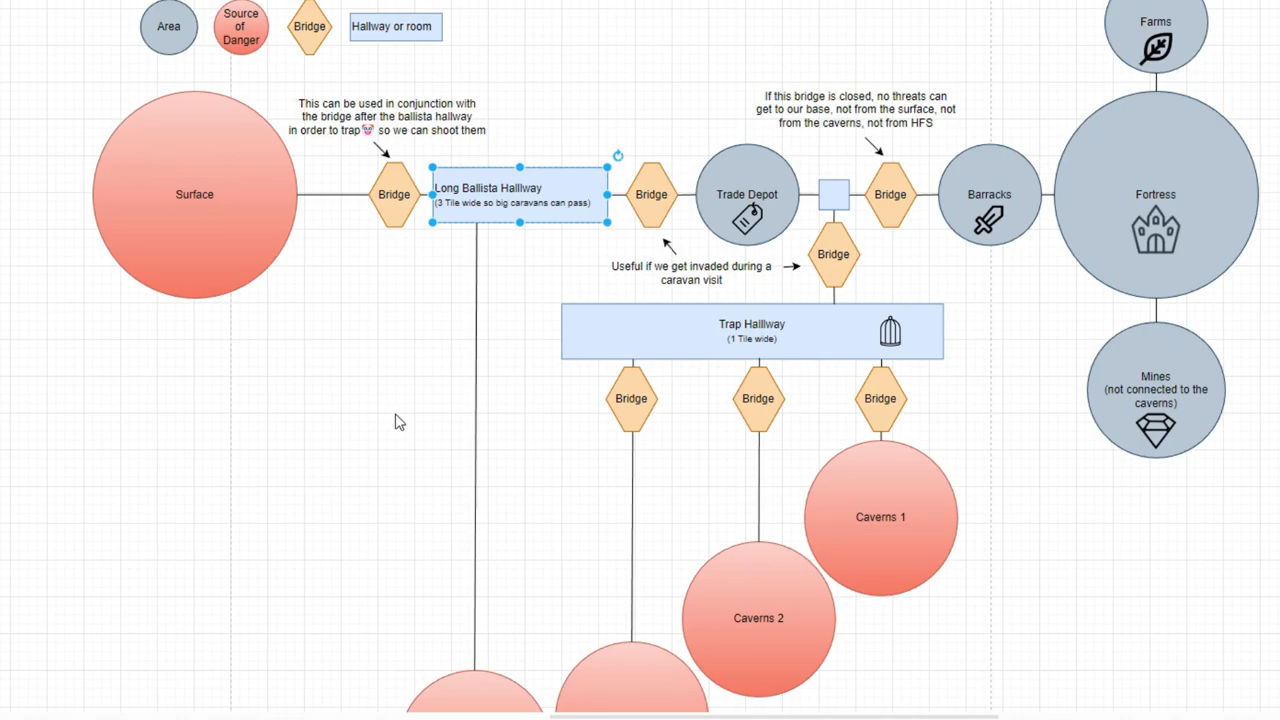 Area
Source
of
Danger
Bridge
Hallway or room
Farms
This can be used in conjunction with
the bridge after the ballista hallway
in order to trap🤡 so we can shoot them
If this bridge is closed, no threats can
get to our base, not from the surface, not
from the caverns, not from HFS
Surface
Bridge
Long Ballista Halllway
(3 Tile wide so big caravans can pass)
Bridge
Trade Depot
Bridge
Barracks
Fortress
Bridge
Useful if we get invaded during a
caravan visit
Trap Halllway
(1 Tile wide)
Bridge
Bridge
Bridge
Mines
(not connected to the
caverns)
Caverns 1
Caverns 2